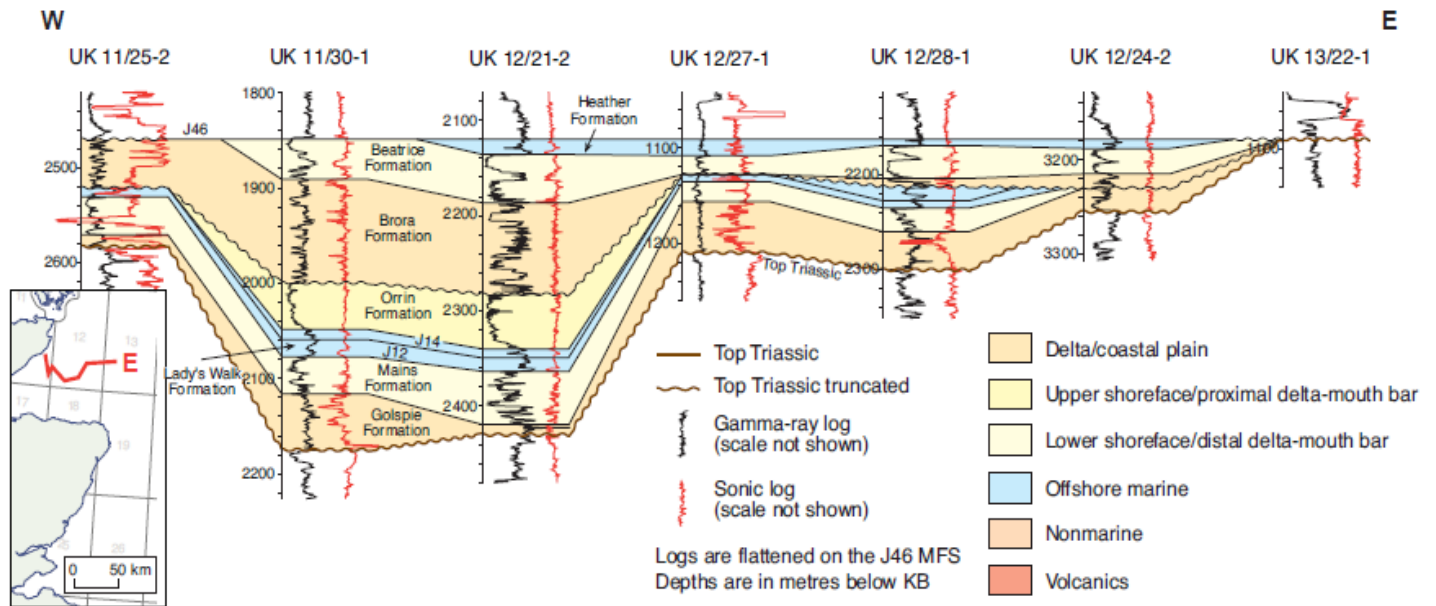 W
E
UK 11/25-2
UK 11/30-1
UK 12/21-2
UK 12/27-1
UK 12/28-1
UK 12/24-2
UK 13/22-1
J46
2500
2600
1800
1900
2000
2100
2200
2100
2200
2300
2400
1100
1200
2200
2300
3200
3300
1100
Heather
Formation
Beatrice
Formation
Brora
Formation
Orrin
Formation
J14
J12
Lady's Walk
Formation
Mains
Formation
Golspie
Formation
Top Triassic
12
13
E
17
18
19
25
26
0 50 km
Top Triassic
Top Triassic truncated
Gamma-ray log
(scale not shown)
Sonic log
(scale not shown)
Logs are flattened on the J46 MFS
Depths are in metres below KB
Delta/coastal plain
Upper shoreface/proximal delta-mouth bar
Lower shoreface/distal delta-mouth bar
Offshore marine
Nonmarine
Volcanics